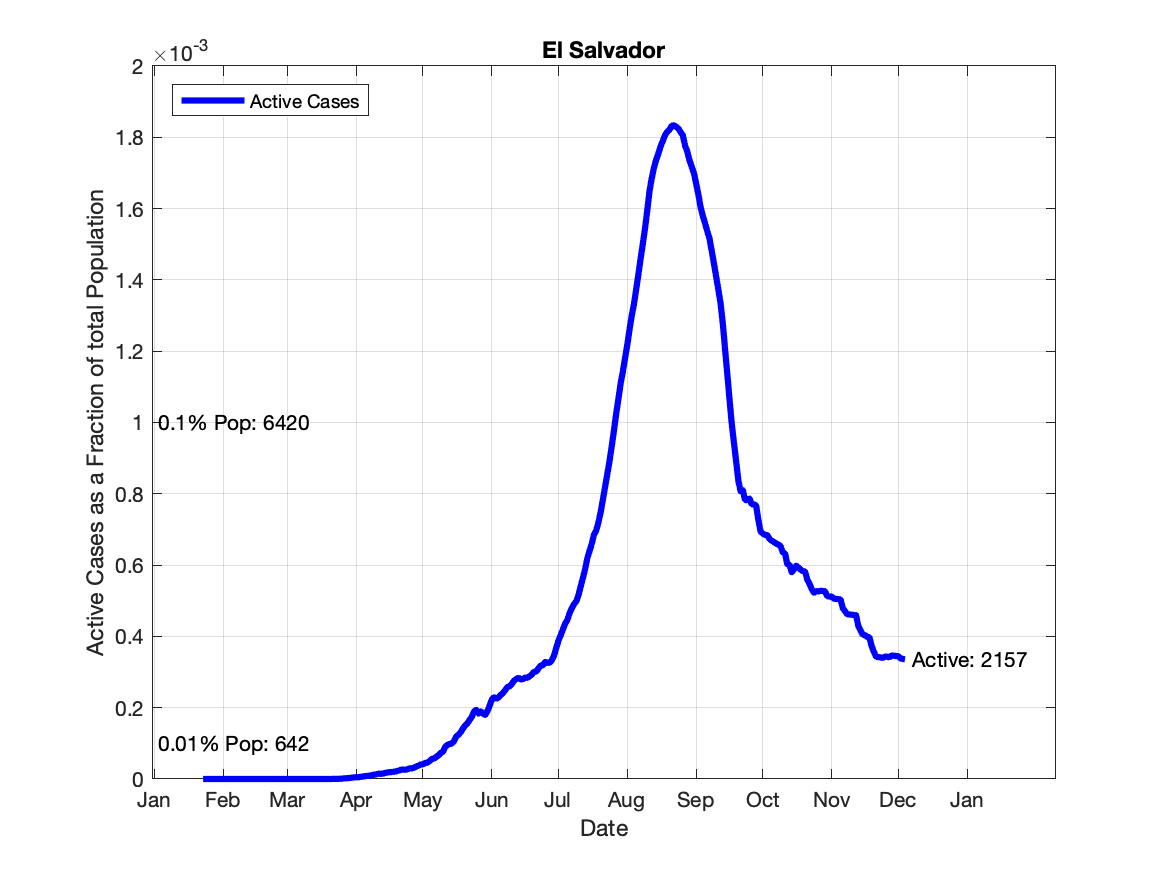 El Salvador
×10-3
2
1.8
1.6
1.4
1.2
1
0.8
0.6
0.4
0.2
0
Active Cases as a Fraction of total Population
Active Cases
0.1% Pop: 6420
0.01% Pop: 642
Active: 2157
Jan Feb Mar Apr May Jun Jul Aug Sep Oct Nov Dec Jan
Date